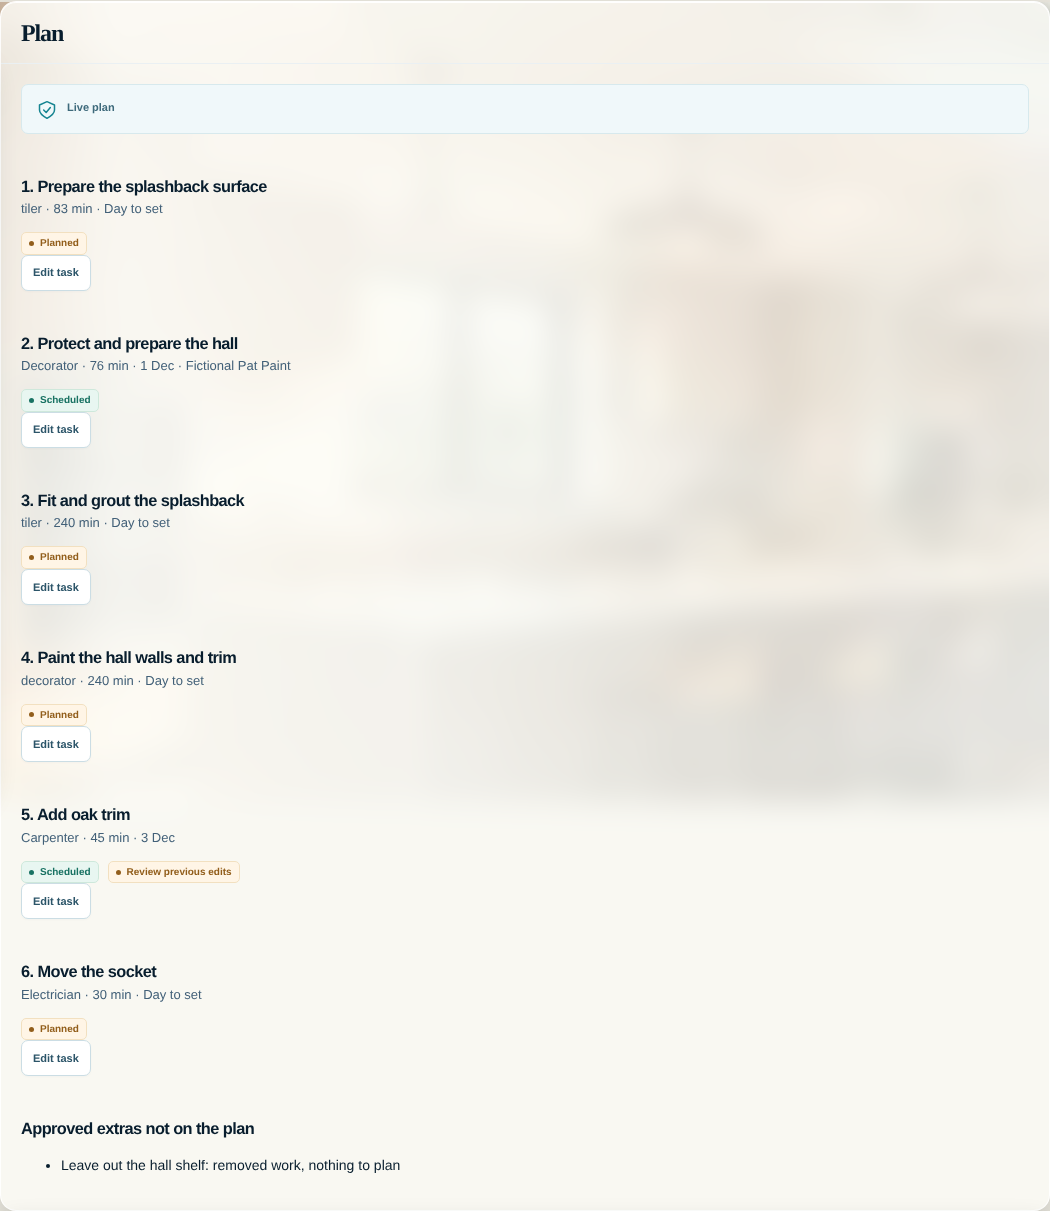 Plan
Live plan
1. Prepare the splashback surface
tiler · 83 min · Day to set
Planned
Edit task
2. Protect and prepare the hall
Decorator · 76 min · 1 Dec · Fictional Pat Paint
Scheduled
Edit task
3. Fit and grout the splashback
tiler · 240 min · Day to set
Planned
Edit task
4. Paint the hall walls and trim
decorator · 240 min · Day to set
Planned
Edit task
5. Add oak trim
Carpenter · 45 min · 3 Dec
Scheduled Review previous edits
Edit task
6. Move the socket
Electrician · 30 min · Day to set
Planned
Edit task
Approved extras not on the plan
• Leave out the hall shelf: removed work, nothing to plan